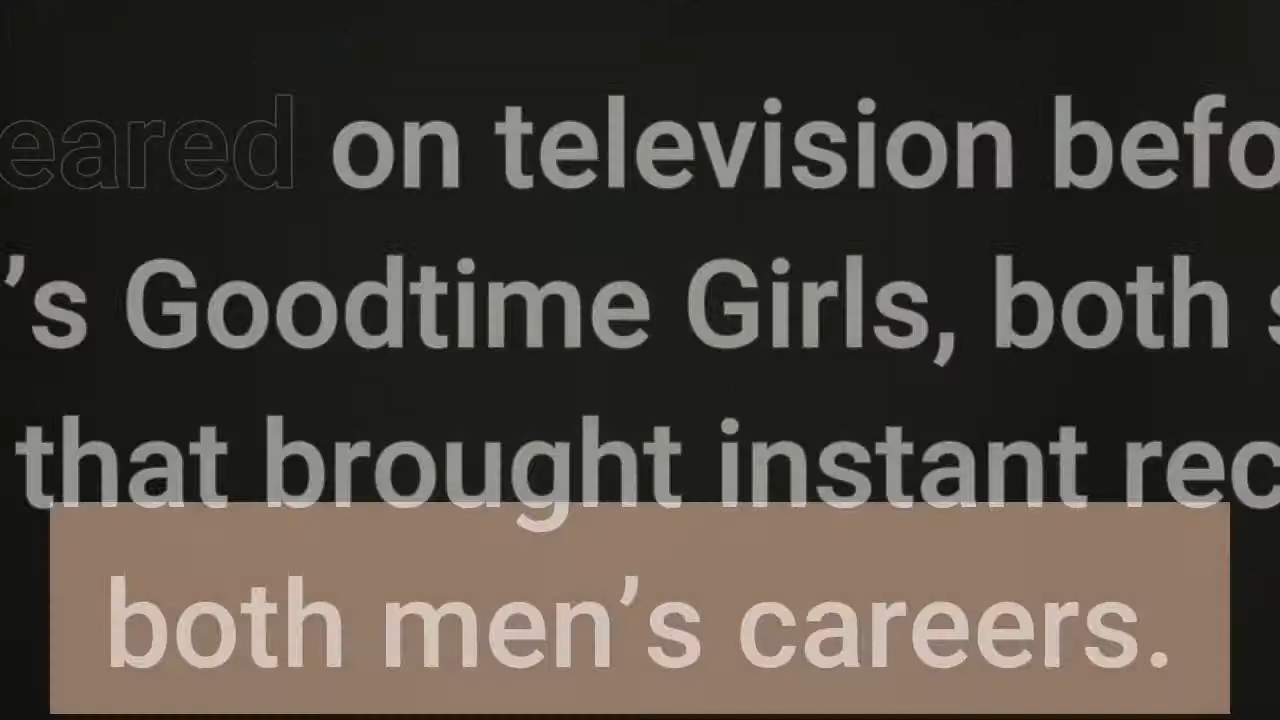 eared on television befo
’s Goodtime Girls, both s
that brought instant rec
both men’s careers.